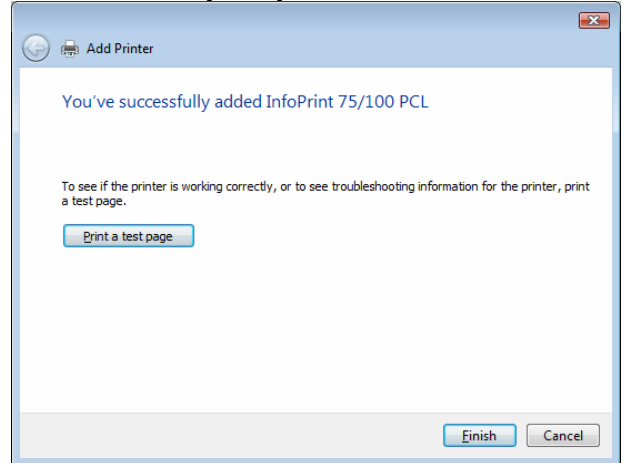 Add Printer
You've successfully added InfoPrint 75/100 PCL
To see if the printer is working correctly, or to see troubleshooting information for the printer, print
a test page.
Print a test page
Finish Cancel